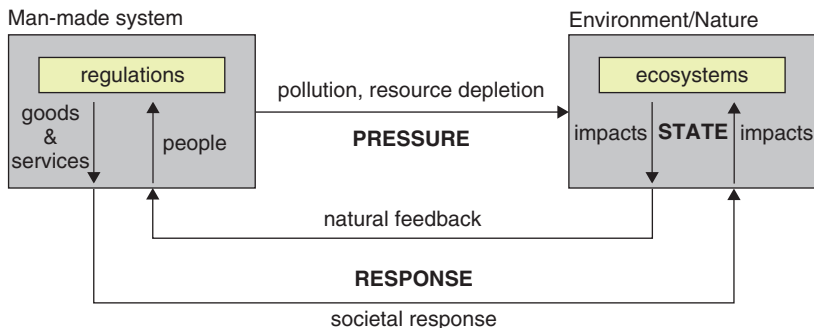 Man-made system
Environment/Nature
regulations
ecosystems
goods
&
services
people
pollution, resource depletion
PRESSURE
impacts
STATE
impacts
natural feedback
RESPONSE
societal response